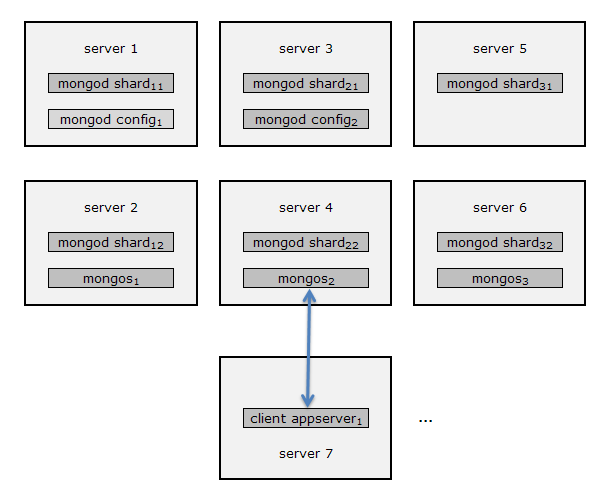 server 1
mongod shard11
mongod config1
server 3
mongod shard21
mongod config2
server 5
mongod shard31
server 2
mongod shard12
mongos1
server 4
mongod shard22
mongos2
server 6
mongod shard32
mongos3
client appserver1
server 7
...